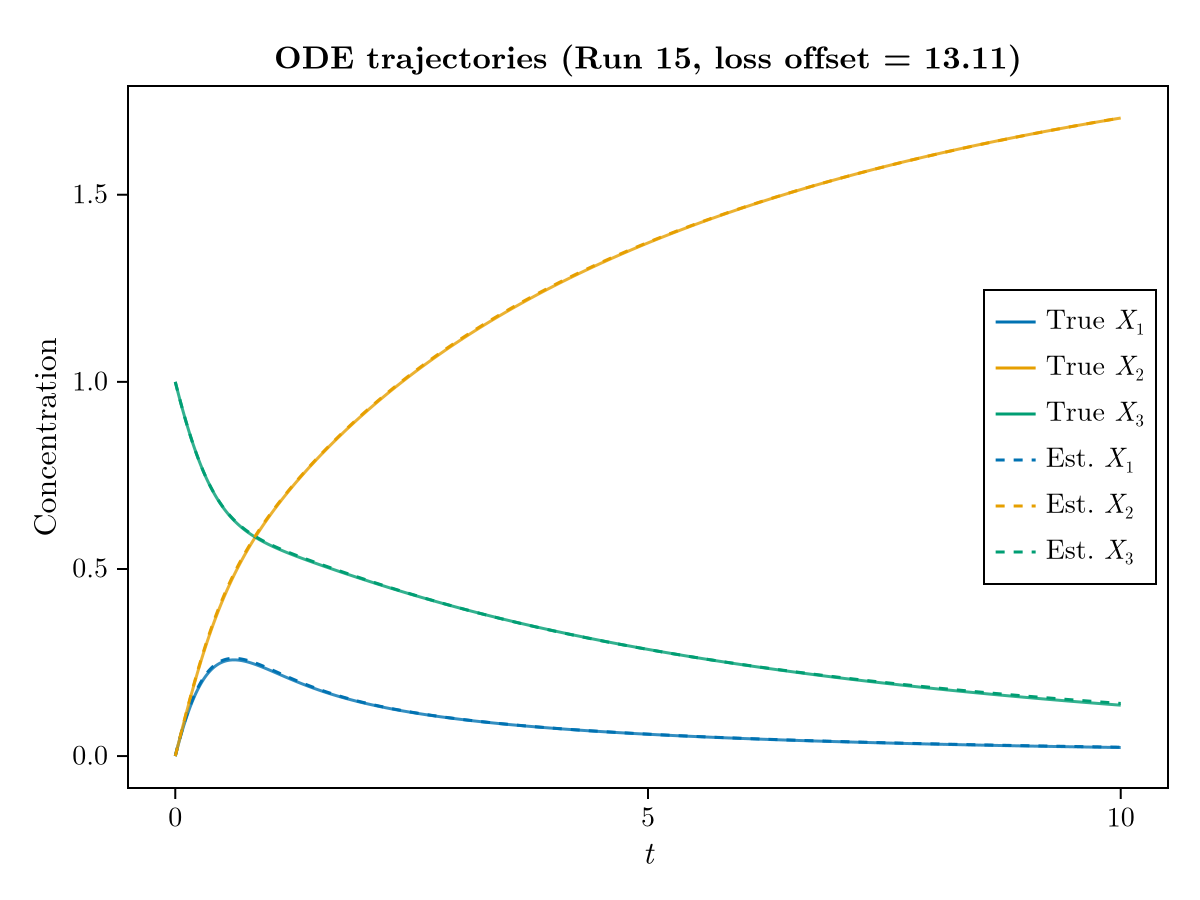 ODE trajectories (Run 15, loss offset = 13.11)
Concentration
1.5
1.0
0.5
0.0
0
5
10
t
True X₁
True X₂
True X₃
Est. X₁
Est. X₂
Est. X₃